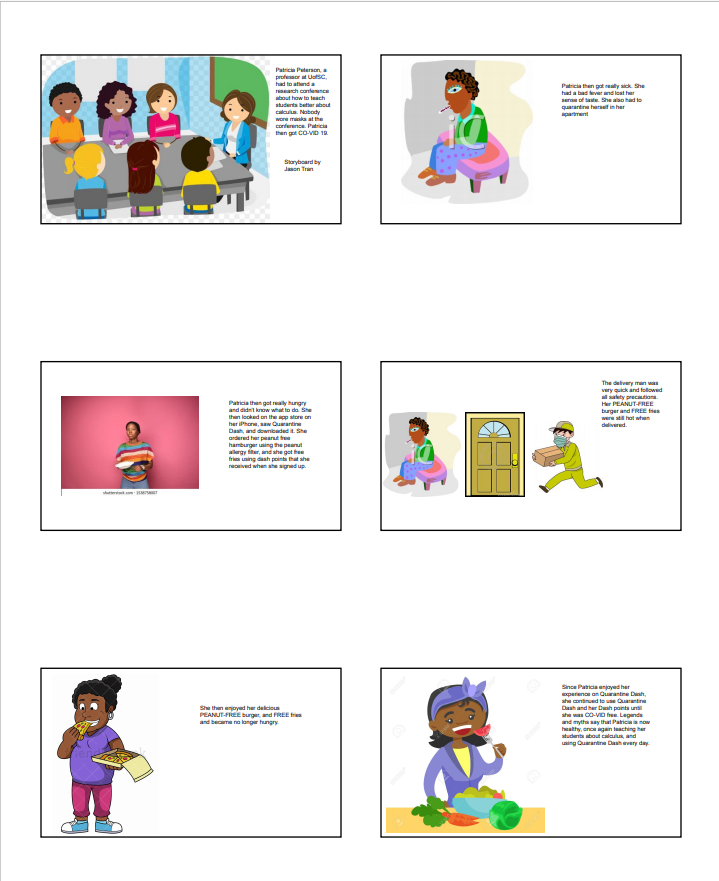 Patricia Peterson, a
professor at UofSC,
had to attend a
research conference
about how to teach
students better about
calculus. Nobody
wore masks at the
conference. Patricia
then got CO-VID 19.
Storyboard by
Jason Tran
Patricia then got really sick. She
had a bad fever and lost her
sense of taste. She also had to
quarantine herself in her
apartment
Patricia then got really hungry
and didn't know what to do. She
then looked on the app store on
her iPhone, saw Quarantine
Dash, and downloaded it. She
ordered her peanut free
hamburger using the peanut
allergy filter, and she got free
fries using dash points that she
received when she signed up.
The delivery man was
very quick and followed
all safety precautions.
Her PEANUT-FREE
burger and FREE fries
were still hot when
delivered.
She then enjoyed her delicious
PEANUT-FREE burger, and FREE fries
and became no longer hungry.
Since Patricia enjoyed her
experience on Quarantine Dash,
she continued to use Quarantine
Dash and her Dash points until
she was CO-VID free. Legends
and myths say that Patricia is now
healthy, once again teaching her
students about calculus, and
using Quarantine Dash every day.